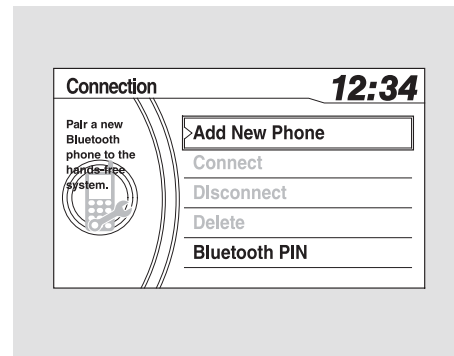 Connection
12:34
Pair a new
Bluetooth
phone to the
hands-free
system.
Add New Phone
Connect
Disconnect
Delete
Bluetooth PIN